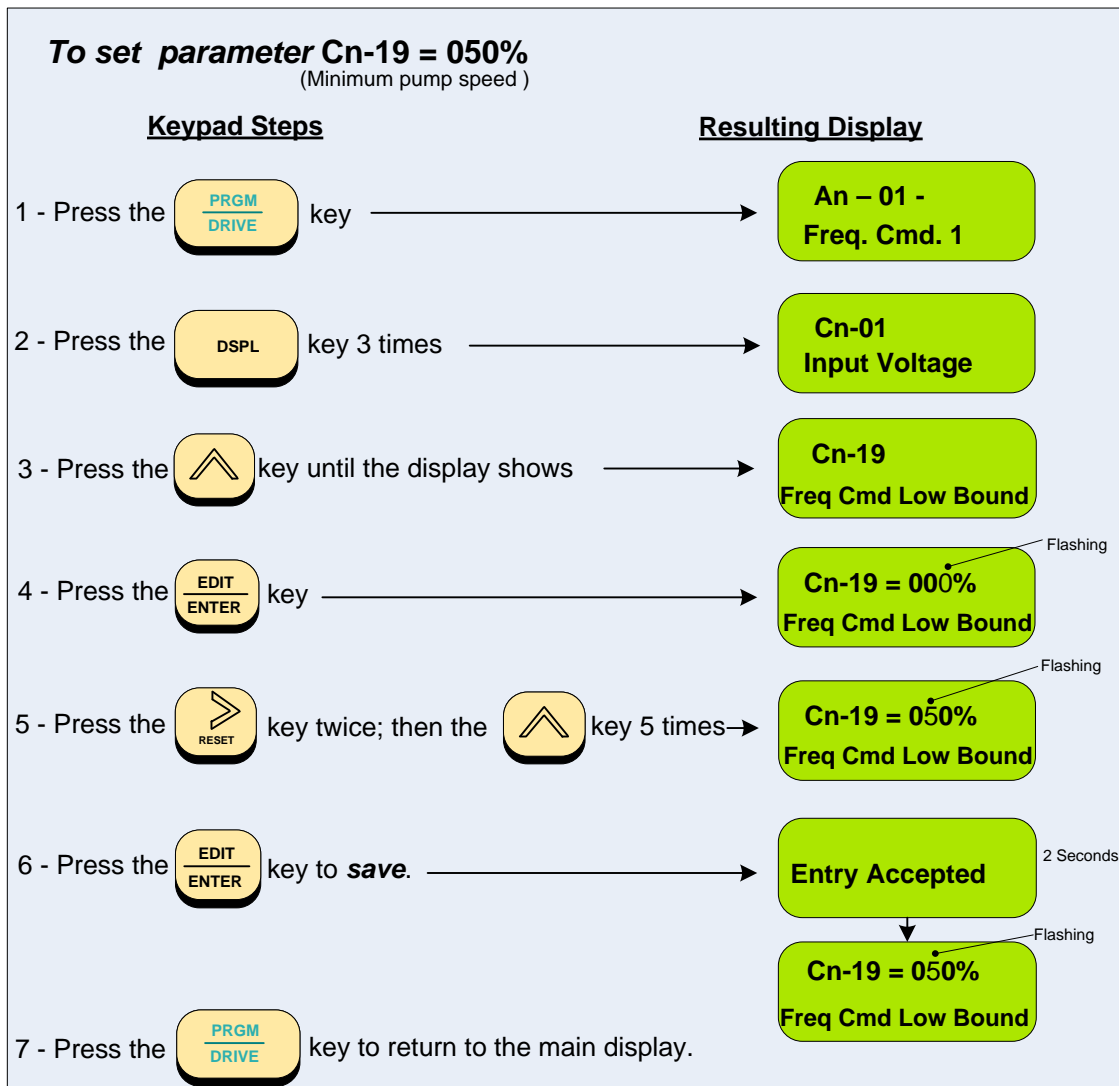 To set parameter Cn-19 = 050%
(Minimum pump speed )
Keypad Steps
Resulting Display
1 - Press the PRGM DRIVE key
An – 01 -
Freq. Cmd. 1
2 - Press the DSPL key 3 times
Cn-01
Input Voltage
3 - Press the key until the display shows
Cn-19
Freq Cmd Low Bound
4 - Press the EDIT ENTER key
Flashing
Cn-19 = 000%
Freq Cmd Low Bound
5 - Press the RESET key twice; then the key 5 times
Flashing
Cn-19 = 050%
Freq Cmd Low Bound
6 - Press the EDIT ENTER key to save.
Entry Accepted
2 Seconds
Flashing
Cn-19 = 050%
Freq Cmd Low Bound
7 - Press the PRGM DRIVE key to return to the main display.